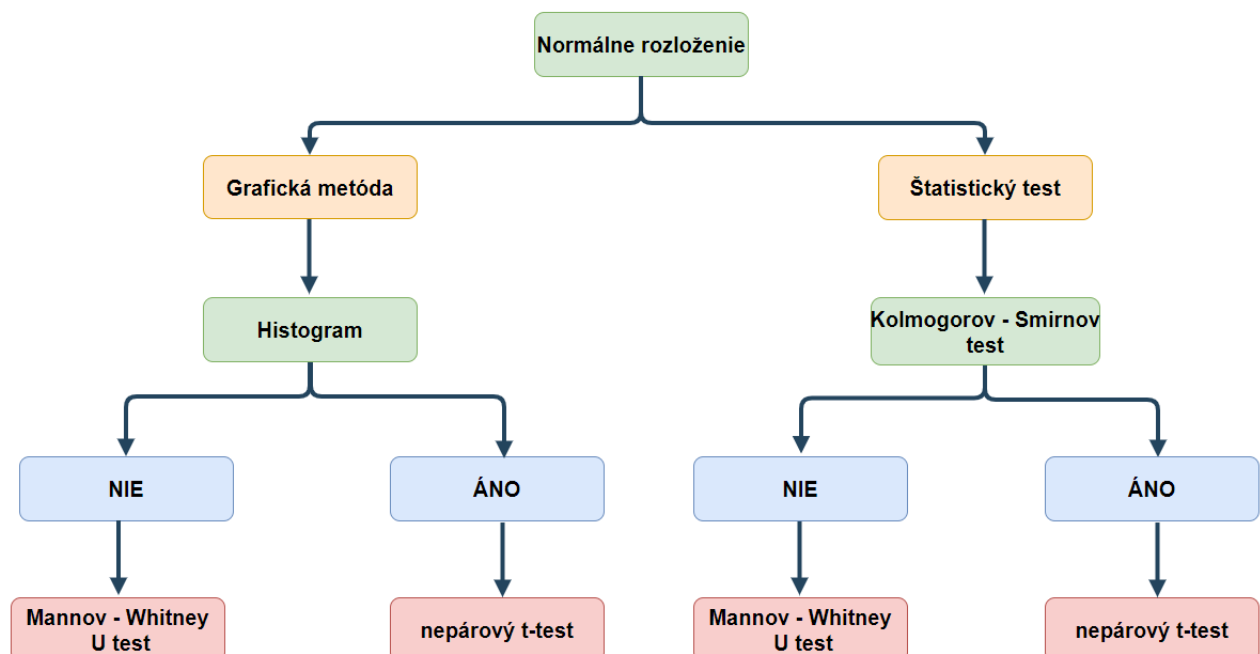 Normálne rozloženie
Grafická metóda
Štatistický test
Histogram
Kolmogorov - Smirnov
test
NIE
ÁNO
NIE
ÁNO
Mannov - Whitney
U test
nepárový t-test
Mannov - Whitney
U test
nepárový t-test